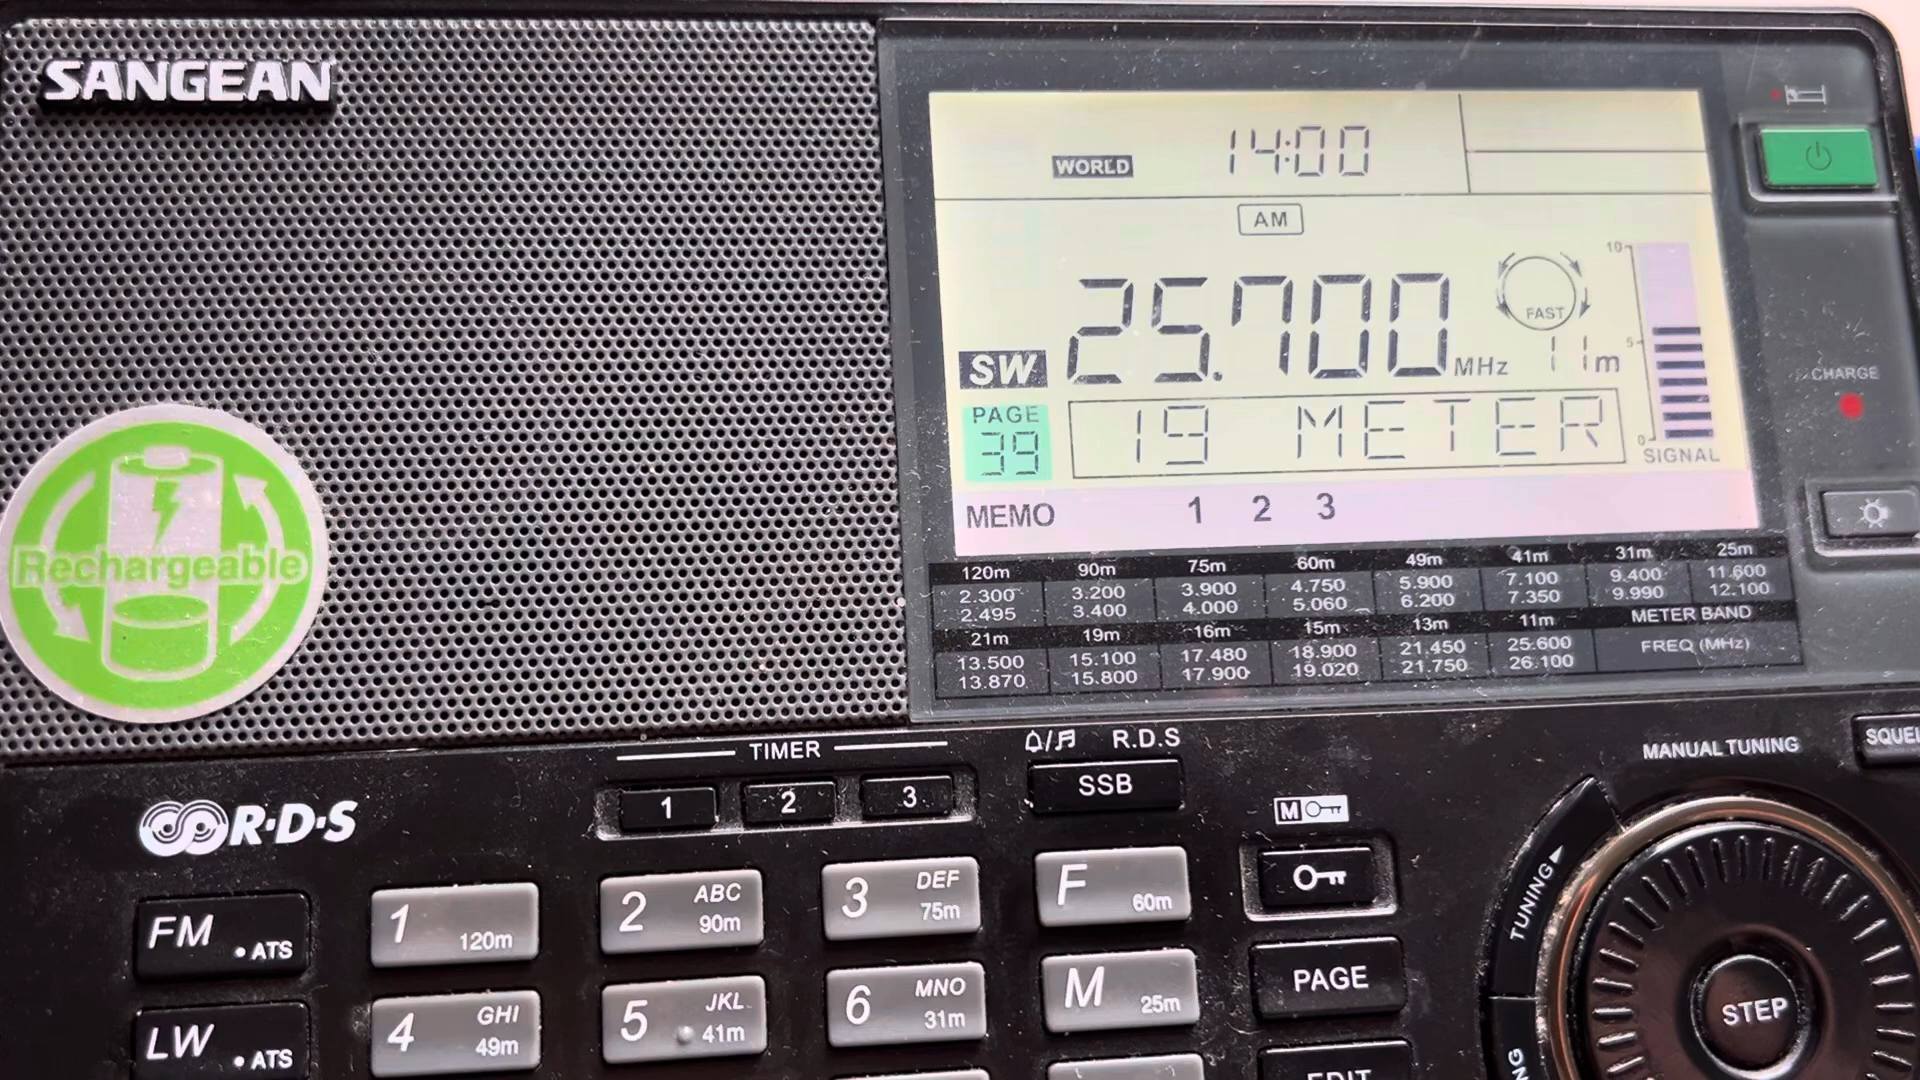 SANGEAN
WORLD 14:00
AM
10
SW 25.700 MHz FAST 11m
5
PAGE
39 19 METER
0
SIGNAL
MEMO 1 2 3
CHARGE
Rechargeable
120m 90m 75m 60m 49m 41m 31m 25m
2.300 3.200 3.900 4.750 5.900 7.100 9.400 11.600
2.495 3.400 4.000 5.060 6.200 7.350 9.990 12.100
21m 19m 16m 15m 13m 11m METER BAND
13.500 15.100 17.480 18.900 21.450 25.600 FREQ (MHz)
13.870 15.800 17.900 19.020 21.750 26.100
TIMER R.D.S
MANUAL TUNING
1 2 3 SSB
R·D·S
M
TUNING
FM • ATS
1 120m
2 ABC 90m
3 DEF 75m
F 60m
PAGE
LW • ATS
4 GHI 49m
5 JKL 41m
6 MNO 31m
M 25m
STEP